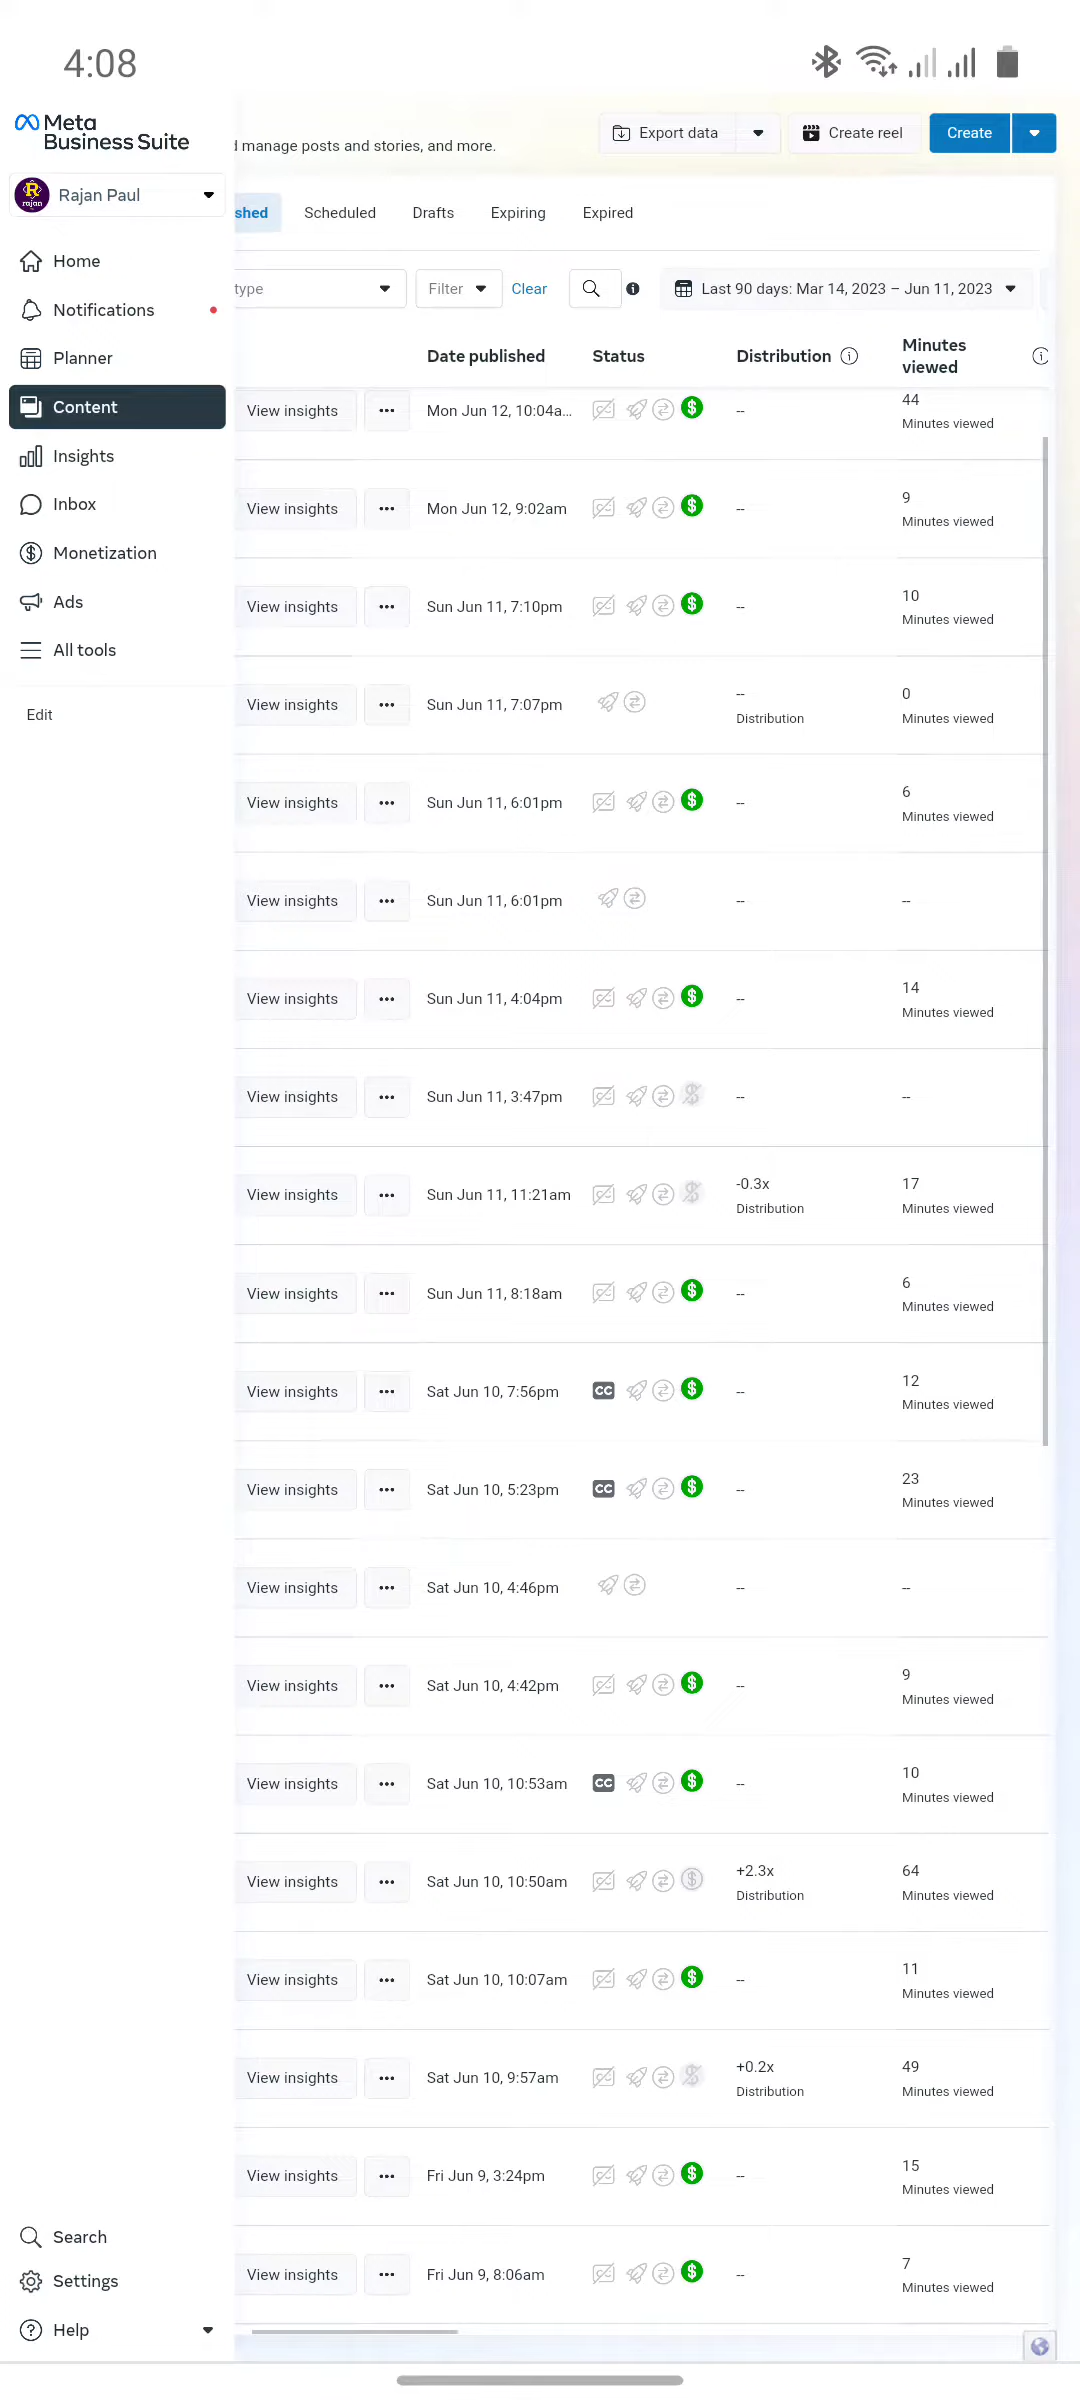 4:08
Meta
Business Suite
d manage posts and stories, and more.
Export data
Create reel
Create
Rajan Paul
shed
Scheduled
Drafts
Expiring
Expired
Home
Notifications
Planner
Content
Insights
Inbox
Monetization
Ads
All tools
Edit
type
Filter
Clear
Last 90 days: Mar 14, 2023 – Jun 11, 2023
Date published
Status
Distribution
Minutes
viewed
View insights ••• Mon Jun 12, 10:04a... $ -- 44
Minutes viewed
View insights ••• Mon Jun 12, 9:02am $ -- 9
Minutes viewed
View insights ••• Sun Jun 11, 7:10pm $ -- 10
Minutes viewed
View insights ••• Sun Jun 11, 7:07pm -- 0
Distribution Minutes viewed
View insights ••• Sun Jun 11, 6:01pm $ -- 6
Minutes viewed
View insights ••• Sun Jun 11, 6:01pm -- --
View insights ••• Sun Jun 11, 4:04pm $ -- 14
Minutes viewed
View insights ••• Sun Jun 11, 3:47pm $ -- --
View insights ••• Sun Jun 11, 11:21am $ -0.3x 17
Distribution Minutes viewed
View insights ••• Sun Jun 11, 8:18am $ -- 6
Minutes viewed
View insights ••• Sat Jun 10, 7:56pm CC $ -- 12
Minutes viewed
View insights ••• Sat Jun 10, 5:23pm CC $ -- 23
Minutes viewed
View insights ••• Sat Jun 10, 4:46pm -- --
View insights ••• Sat Jun 10, 4:42pm $ -- 9
Minutes viewed
View insights ••• Sat Jun 10, 10:53am CC $ -- 10
Minutes viewed
View insights ••• Sat Jun 10, 10:50am $ +2.3x 64
Distribution Minutes viewed
View insights ••• Sat Jun 10, 10:07am $ -- 11
Minutes viewed
View insights ••• Sat Jun 10, 9:57am $ +0.2x 49
Distribution Minutes viewed
View insights ••• Fri Jun 9, 3:24pm $ -- 15
Minutes viewed
View insights ••• Fri Jun 9, 8:06am $ -- 7
Minutes viewed
Search
Settings
Help